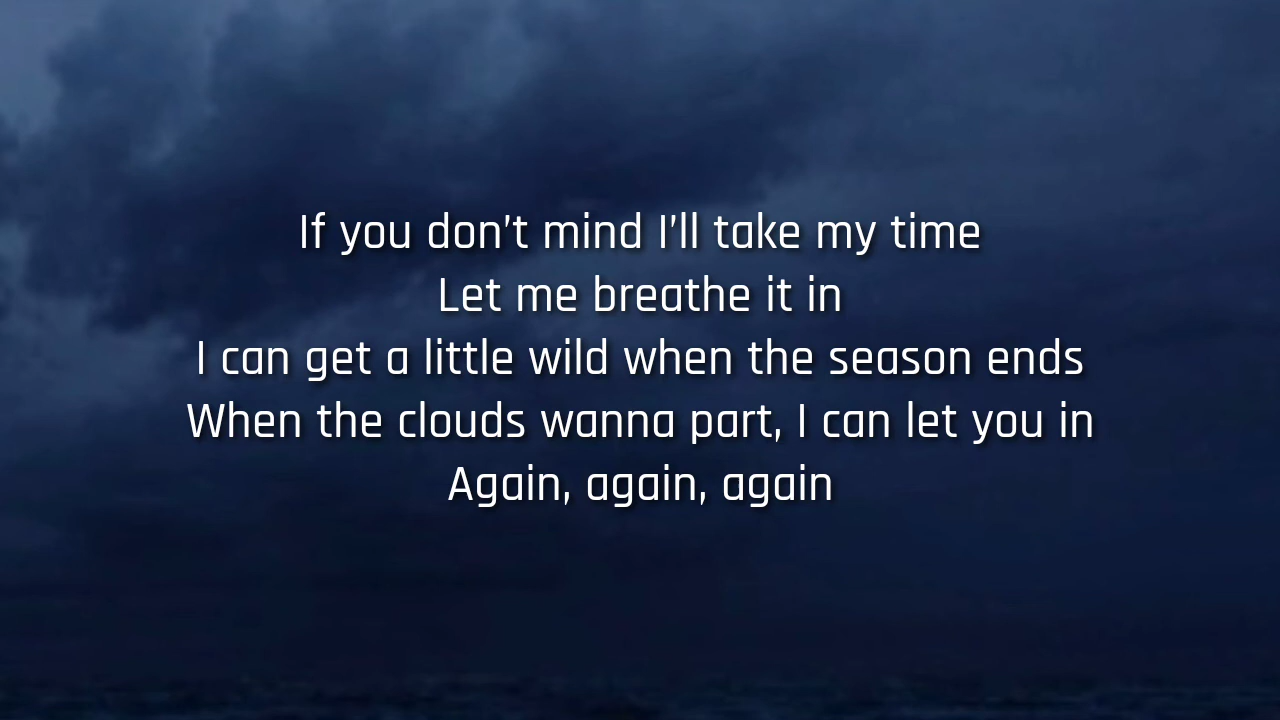 If you don't mind I'll take my time
Let me breathe it in
I can get a little wild when the season ends
When the clouds wanna part, I can let you in
Again, again, again